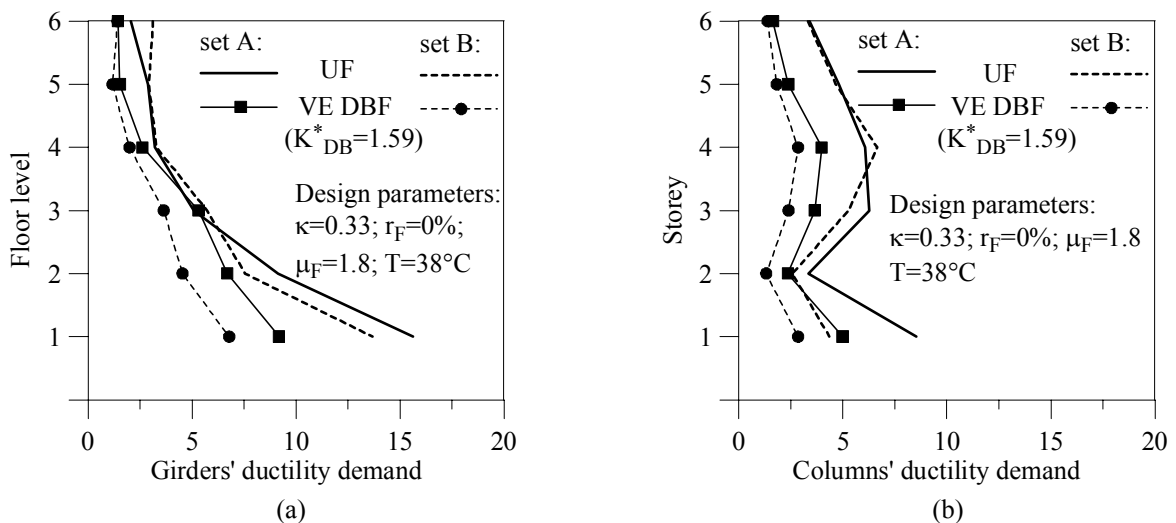 6
5
4
3
2
1
Floor level
0
5
10
15
20
Girders' ductility demand
(a)
set A:
set B:
UF
VE DBF
(K*DB=1.59)
Design parameters:
κ=0.33; rF=0%;
μF=1.8; T=38°C
6
5
4
3
2
1
Storey
0
5
10
15
20
Columns' ductility demand
(b)
set A:
set B:
UF
VE DBF
(K*DB=1.59)
Design parameters:
κ=0.33; rF=0%; μF=1.8
T=38°C